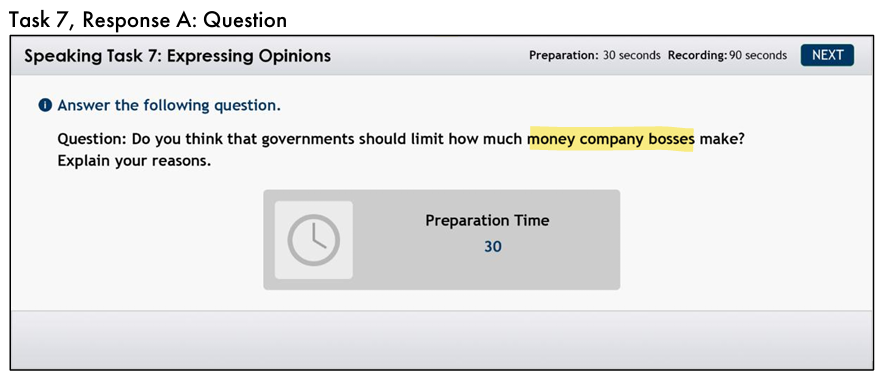 Task 7, Response A: Question
Speaking Task 7: Expressing Opinions Preparation: 30 seconds Recording: 90 seconds NEXT
i Answer the following question.
Question: Do you think that governments should limit how much money company bosses make?
Explain your reasons.
Preparation Time
30